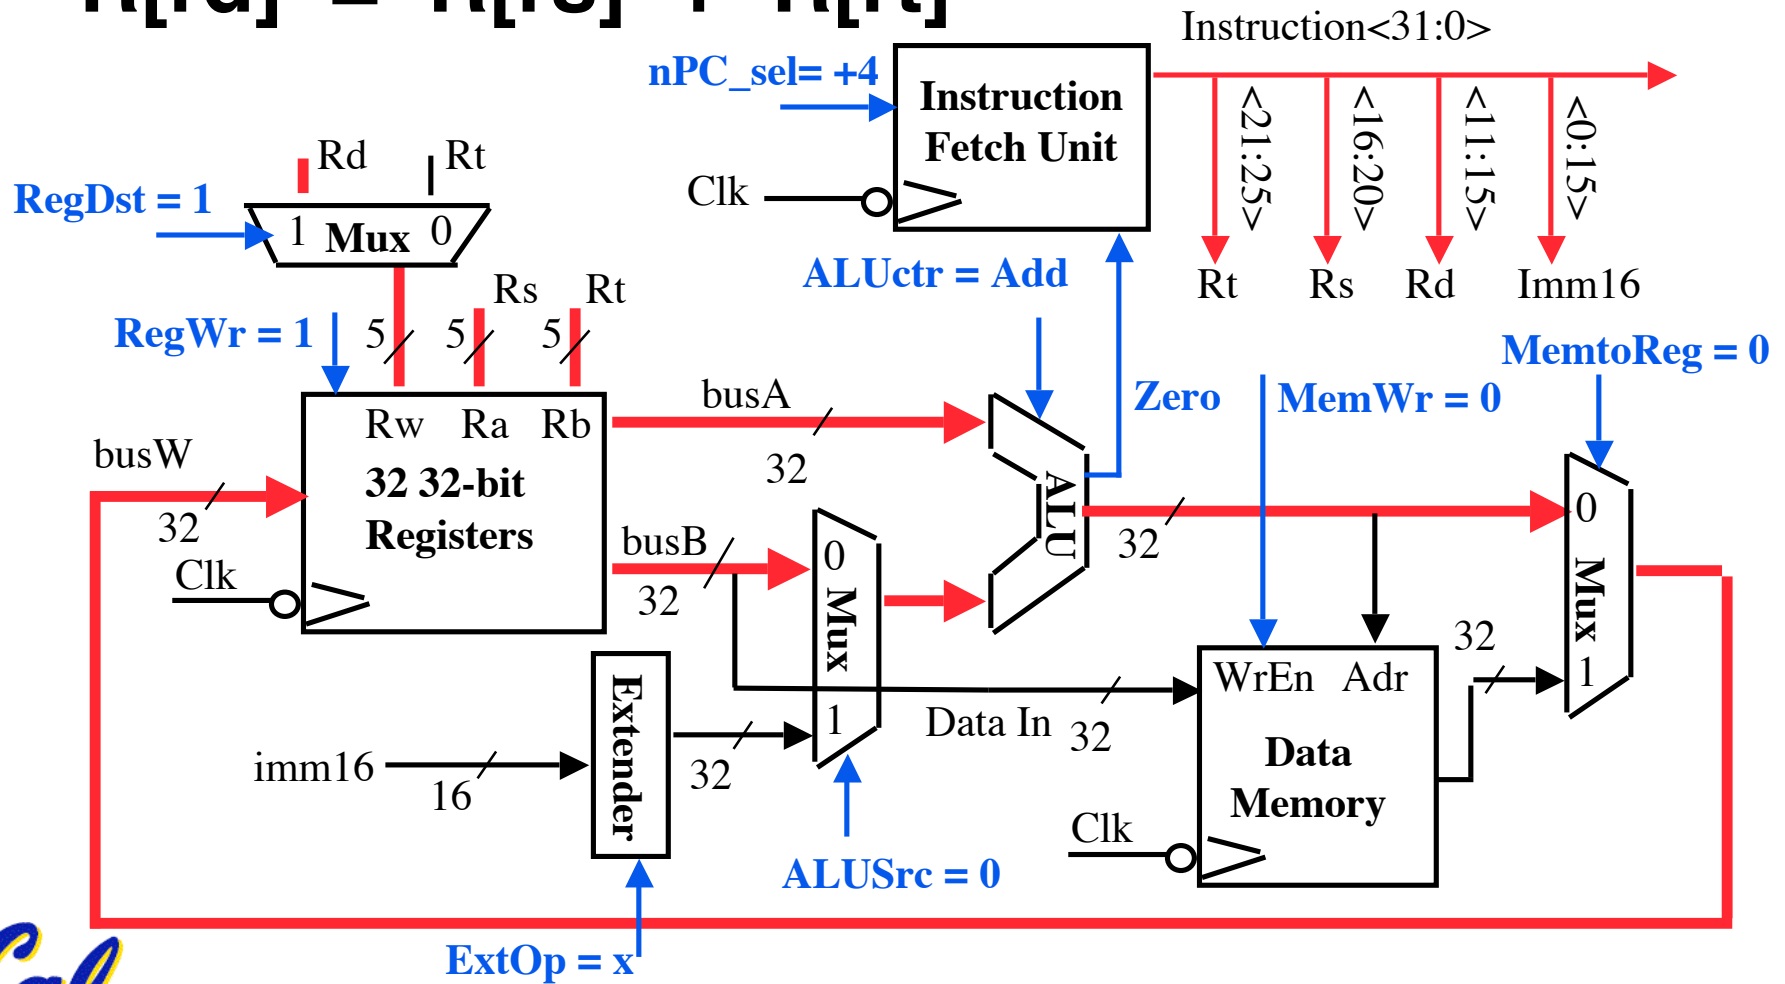 R[rd] = R[rs] + R[rt]
Instruction<31:0>
nPC_sel= +4
Instruction
Fetch Unit
Clk
<21:25>
<16:20>
<11:15>
<0:15>
Rt
Rs
Rd
Imm16
Rd
Rt
RegDst = 1
1
Mux
0
ALUctr = Add
Rs
Rt
RegWr = 1
5
5
5
MemtoReg = 0
busA
Zero
MemWr = 0
Rw
Ra
Rb
busW
32
32 32-bit
Registers
32
Clk
busB
32
0
Mux
1
ALU
32
0
Mux
1
32
WrEn
Adr
Data In
32
Data
Memory
Clk
Extender
imm16
16
32
ALUSrc = 0
ExtOp = x
Cal